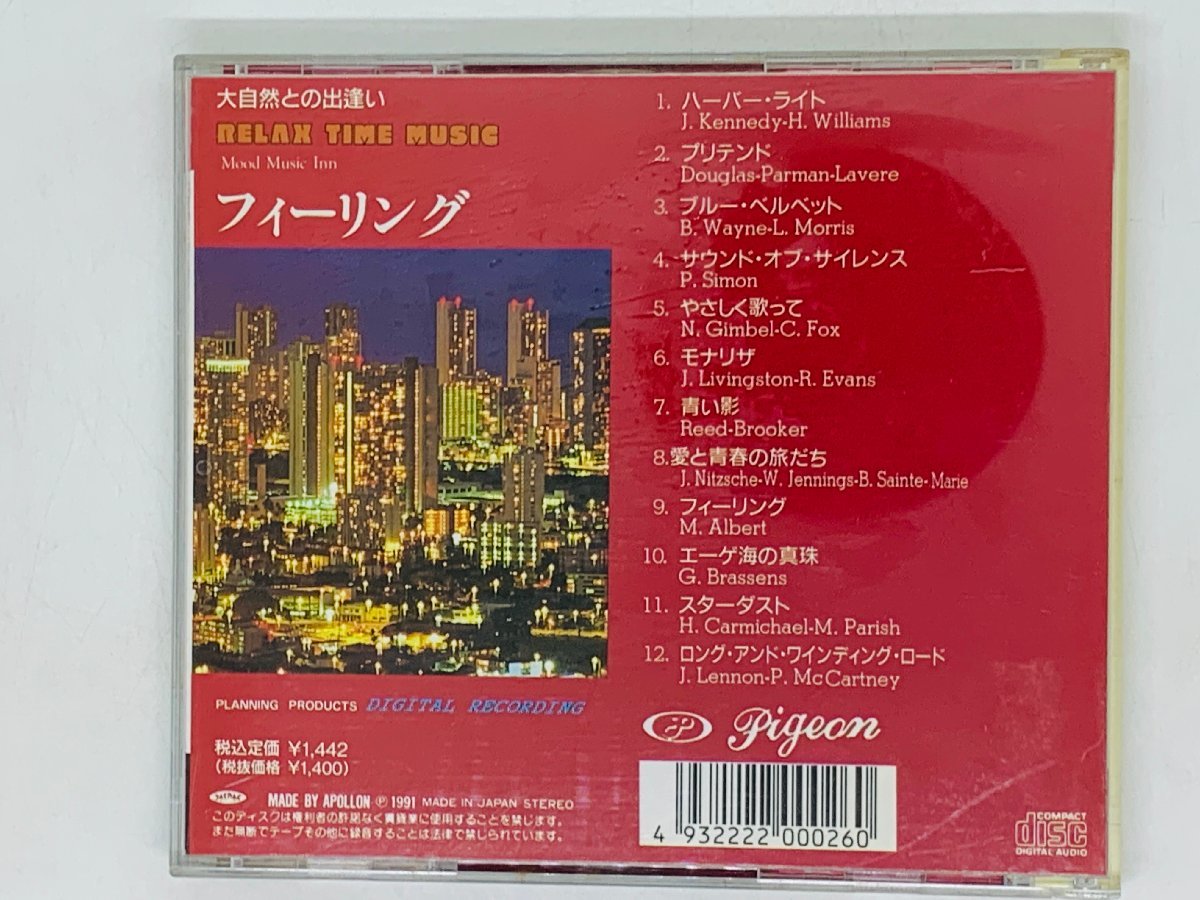 大自然との出逢い
RELAX TIME MUSIC
Mood Music Inn
フィーリング
PLANNING PRODUCTS DIGITAL RECORDING
税込定価 ¥1,442
(税抜価格 ¥1,400)
MADE BY APOLLON ℗ 1991 MADE IN JAPAN STEREO
このディスクは権利者の許諾なく賃貸業に使用することを禁じます。
また無断でテープその他に録音することは法律で禁じられています。
1. ハーバー・ライト
J. Kennedy-H. Williams
2. プリテンド
Douglas-Parman-Lavere
3. ブルー・ベルベット
B. Wayne-L. Morris
4. サウンド・オブ・サイレンス
P. Simon
5. やさしく歌って
N. Gimbel-C. Fox
6. モナリザ
J. Livingston-R. Evans
7. 青い影
Reed-Brooker
8.愛と青春の旅だち
J. Nitzsche-W. Jennings-B. Sainte-Marie
9. フィーリング
M. Albert
10. エーゲ海の真珠
G. Brassens
11. スターダスト
H. Carmichael-M. Parish
12. ロング・アンド・ワインディング・ロード
J. Lennon-P. McCartney
Pigeon
4 932222 000260
COMPACT
disc
DIGITAL AUDIO